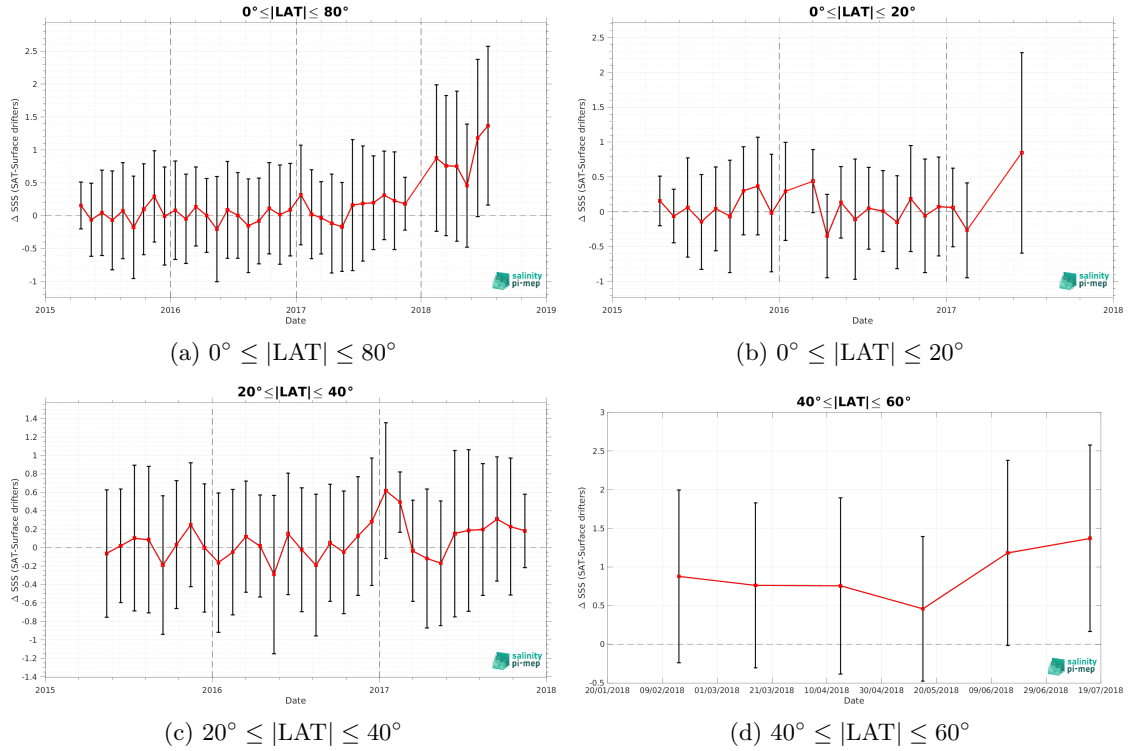 0°≤|LAT|≤ 80°
Δ SSS (SAT-Surface drifters)
2.5
2
1.5
1
0.5
0
-0.5
-1
2015
2016
2017
2018
2019
Date
salinity
pi-mep
(a) 0° ≤ |LAT| ≤ 80°
0°≤|LAT|≤ 20°
Δ SSS (SAT-Surface drifters)
2.5
2
1.5
1
0.5
0
-0.5
-1
2015
2016
2017
2018
Date
salinity
pi-mep
(b) 0° ≤ |LAT| ≤ 20°
20°≤|LAT|≤ 40°
Δ SSS (SAT-Surface drifters)
1.4
1.2
1
0.8
0.6
0.4
0.2
0
-0.2
-0.4
-0.6
-0.8
-1
-1.2
-1.4
2015
2016
2017
2018
Date
salinity
pi-mep
(c) 20° ≤ |LAT| ≤ 40°
40°≤|LAT|≤ 60°
Δ SSS (SAT-Surface drifters)
3
2.5
2
1.5
1
0.5
0
-0.5
20/01/2018
09/02/2018
01/03/2018
21/03/2018
10/04/2018
30/04/2018
20/05/2018
09/06/2018
29/06/2018
19/07/2018
Date
salinity
pi-mep
(d) 40° ≤ |LAT| ≤ 60°